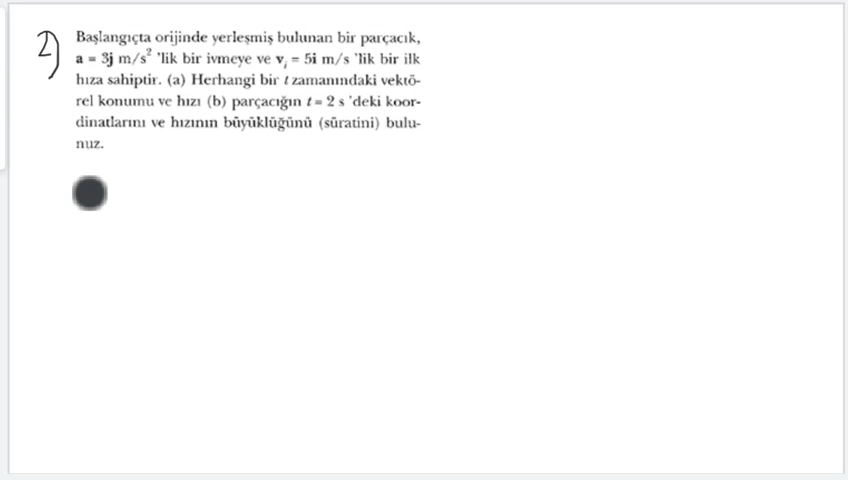 2) Başlangıçta orijinde yerleşmiş bulunan bir parçacık,
a = 3j m/s² 'lik bir ivmeye ve vᵢ = 5i m/s 'lik bir ilk
hıza sahiptir. (a) Herhangi bir t zamanındaki vektö-
rel konumu ve hızı (b) parçacığın t = 2 s 'deki koor-
dinatlarını ve hızının büyüklüğünü (süratini) bulu-
nuz.